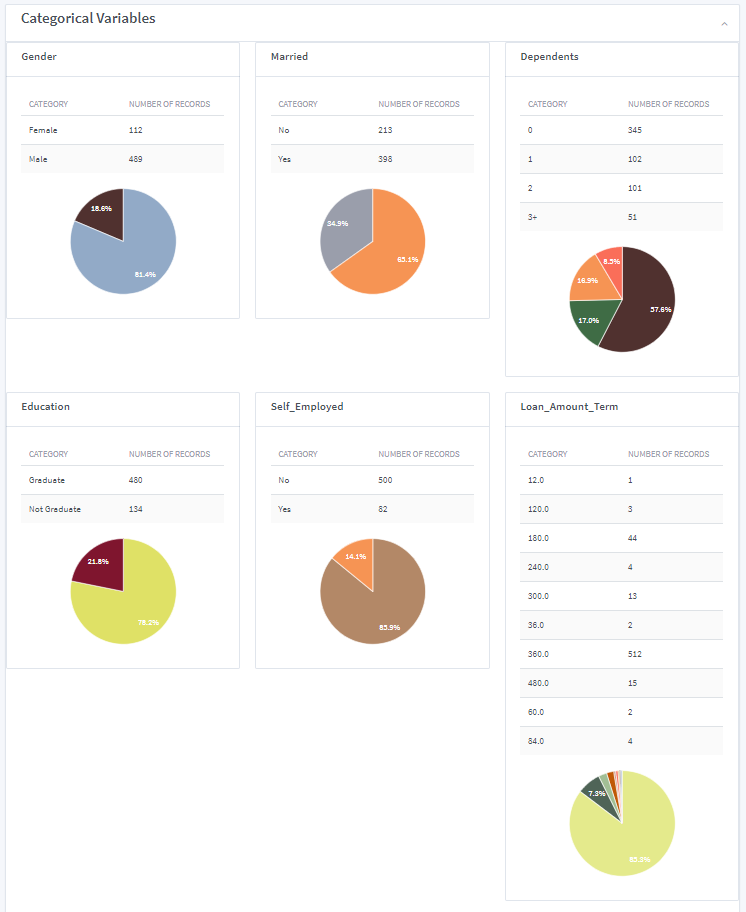 Categorical Variables
Gender
CATEGORY NUMBER OF RECORDS
Female 112
Male 489
18.6%
81.4%
Married
CATEGORY NUMBER OF RECORDS
No 213
Yes 398
34.9%
65.1%
Dependents
CATEGORY NUMBER OF RECORDS
0 345
1 102
2 101
3+ 51
8.5%
16.9%
57.6%
17.0%
Education
CATEGORY NUMBER OF RECORDS
Graduate 480
Not Graduate 134
21.8%
78.2%
Self_Employed
CATEGORY NUMBER OF RECORDS
No 500
Yes 82
14.1%
85.9%
Loan_Amount_Term
CATEGORY NUMBER OF RECORDS
12.0 1
120.0 3
180.0 44
240.0 4
300.0 13
36.0 2
360.0 512
480.0 15
60.0 2
84.0 4
7.3%
85.3%